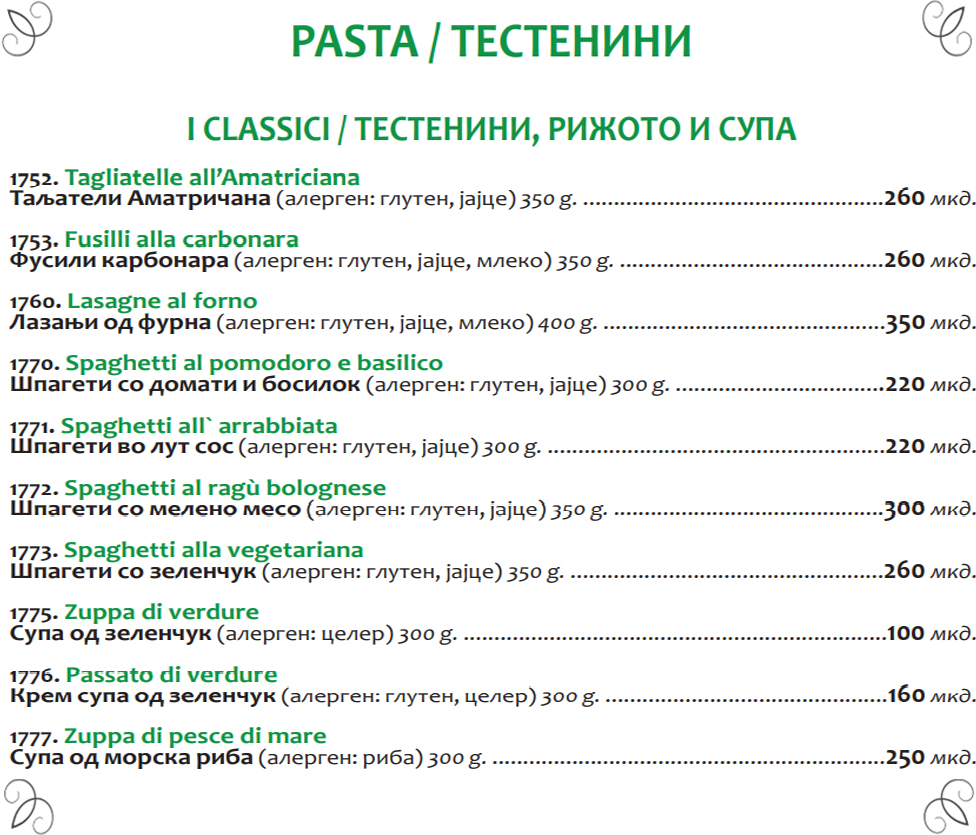 PASTA / ТЕСТЕНИНИ
I CLASSICI / ТЕСТЕНИНИ, РИЖОТО И СУПА
1752. Tagliatelle all’Amatriciana
Таљатели Аматричана (алерген: глутен, јајце) 350 g. ................................................260 мкд.
1753. Fusilli alla carbonara
Фусили карбонара (алерген: глутен, јајце, млеко) 350 g. ..........................................260 мкд.
1760. Lasagne al forno
Лазањи од фурна (алерген: глутен, јајце, млеко) 400 g. .............................................350 мкд.
1770. Spaghetti al pomodoro e basilico
Шпагети со домати и босилок (алерген: глутен, јајце) 300 g. .................................220 мкд.
1771. Spaghetti all` arrabbiata
Шпагети во лут сос (алерген: глутен, јајце) 300 g. ......................................................220 мкд.
1772. Spaghetti al ragù bolognese
Шпагети со мелено месо (алерген: глутен, јајце) 350 g. ...........................................300 мкд.
1773. Spaghetti alla vegetariana
Шпагети со зеленчук (алерген: глутен, јајце) 350 g. ..................................................260 мкд.
1775. Zuppa di verdure
Супа од зеленчук (алерген: целер) 300 g. ...................................................................100 мкд.
1776. Passato di verdure
Крем супа од зеленчук (алерген: глутен, целер) 300 g. .............................................160 мкд.
1777. Zuppa di pesce di mare
Супа од морска риба (алерген: риба) 300 g. ...............................................................250 мкд.